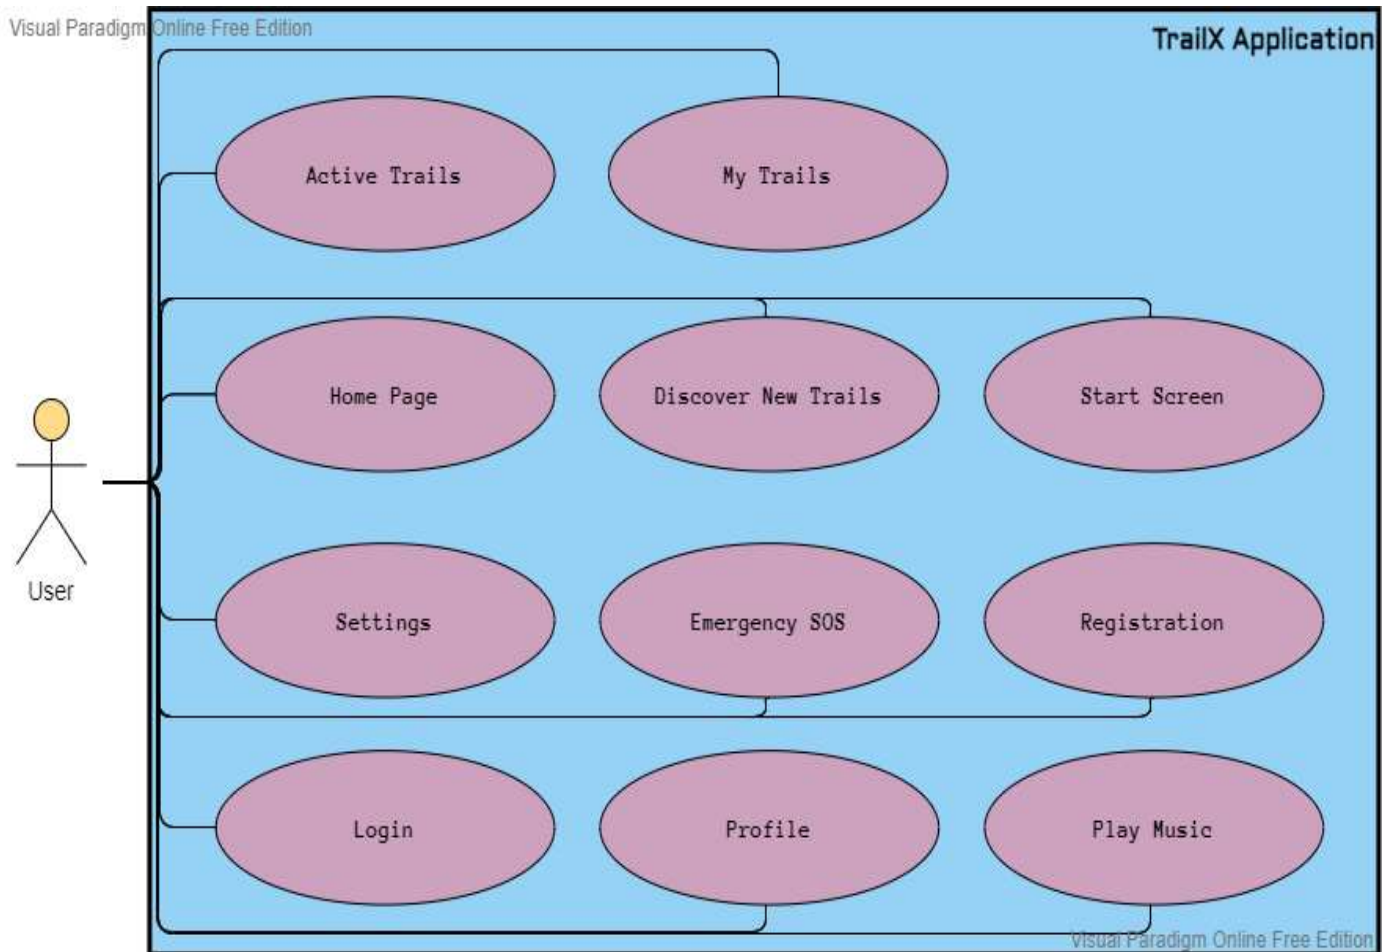 Visual Paradigm Online Free Edition
TrailX Application
Active Trails
My Trails
Home Page
Discover New Trails
Start Screen
User
Settings
Emergency SOS
Registration
Login
Profile
Play Music
Visual Paradigm Online Free Edition